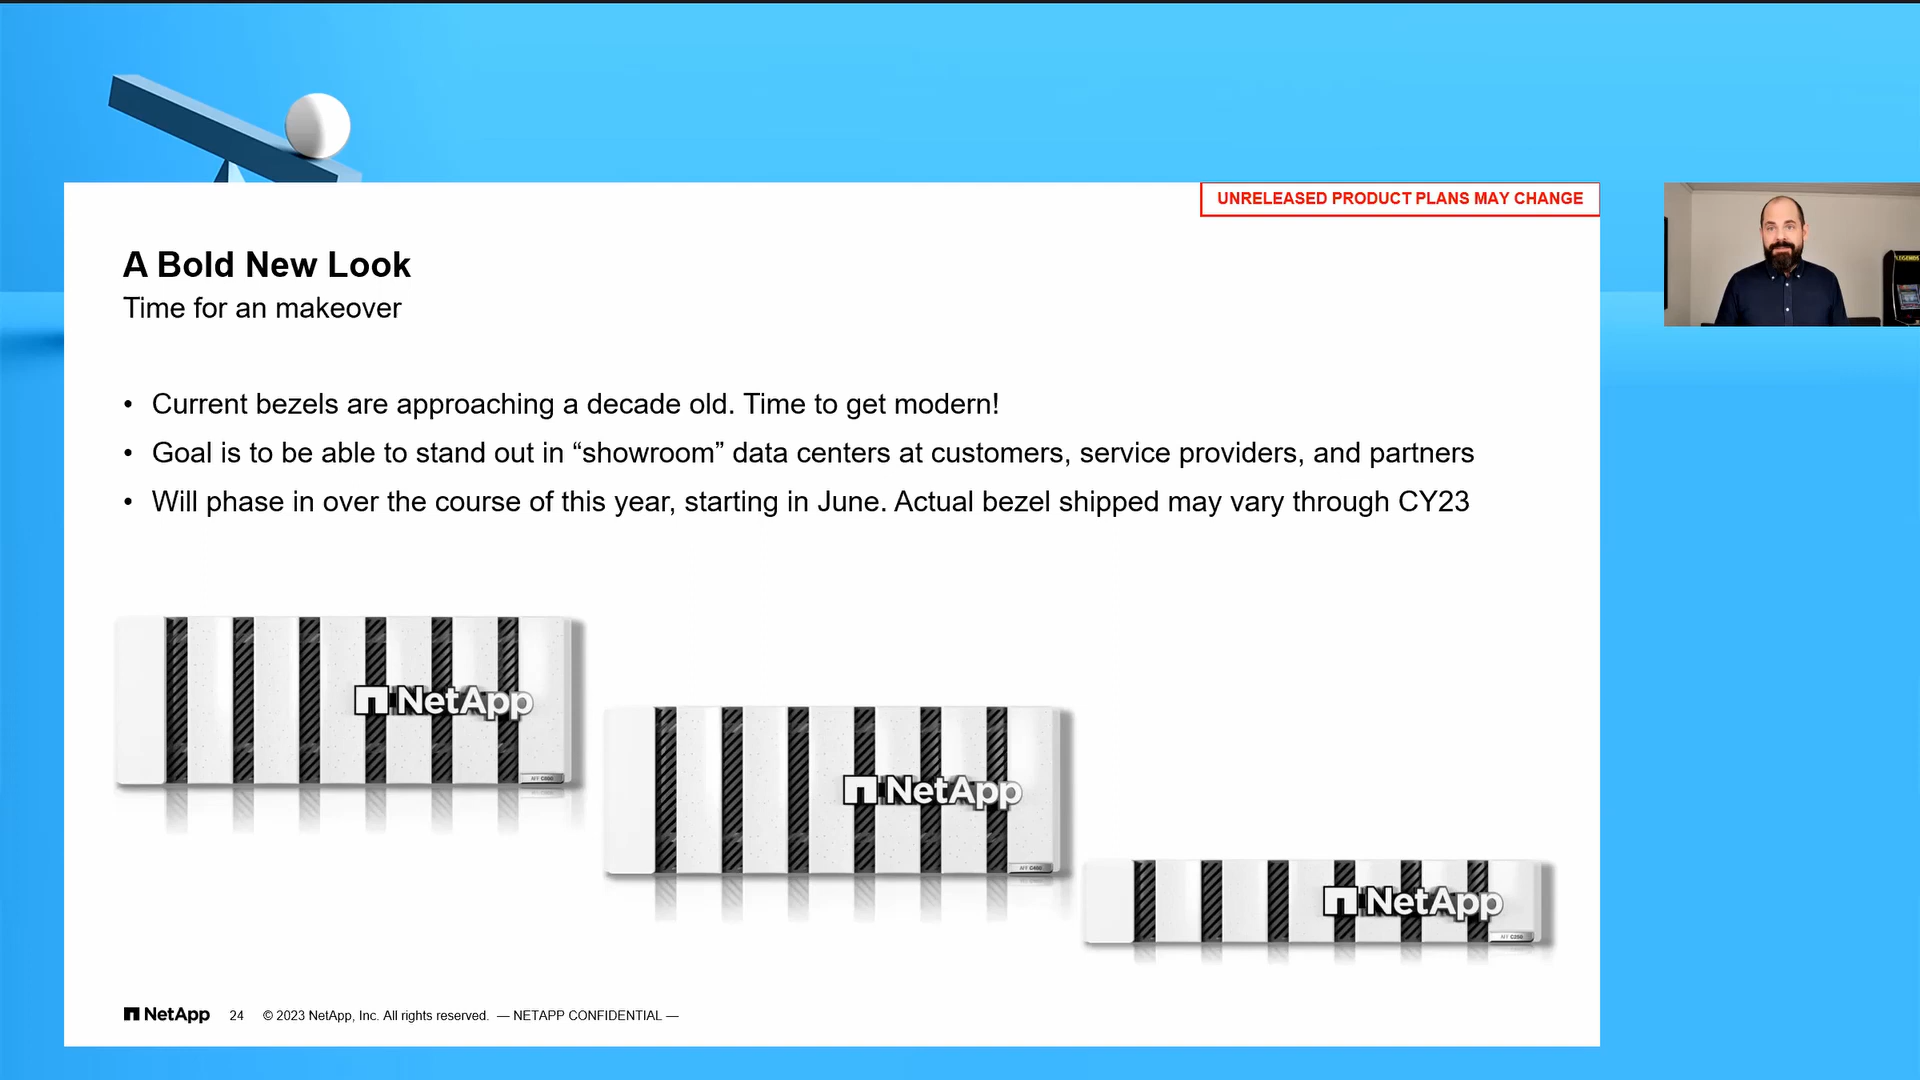 UNRELEASED PRODUCT PLANS MAY CHANGE
A Bold New Look
Time for an makeover
• Current bezels are approaching a decade old. Time to get modern!
• Goal is to be able to stand out in “showroom” data centers at customers, service providers, and partners
• Will phase in over the course of this year, starting in June. Actual bezel shipped may vary through CY23
NetApp
NetApp
NetApp
NetApp 24 © 2023 NetApp, Inc. All rights reserved. — NETAPP CONFIDENTIAL —
LEGENDS